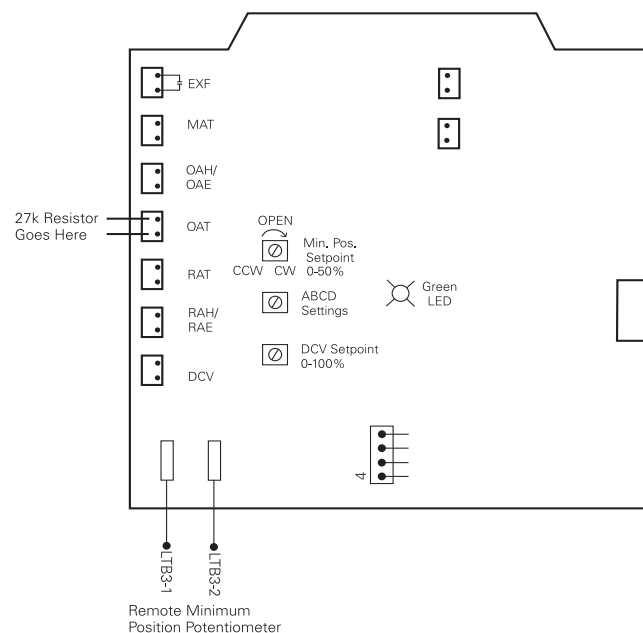 EXF
MAT
OAH/
OAE
27k Resistor
Goes Here
OAT
OPEN
Min. Pos.
Setpoint
0-50%
CCW CW
RAT
ABCD
Settings
Green
LED
RAH/
RAE
DCV Setpoint
0-100%
DCV
4
LTB3-1
LTB3-2
Remote Minimum
Position Potentiometer